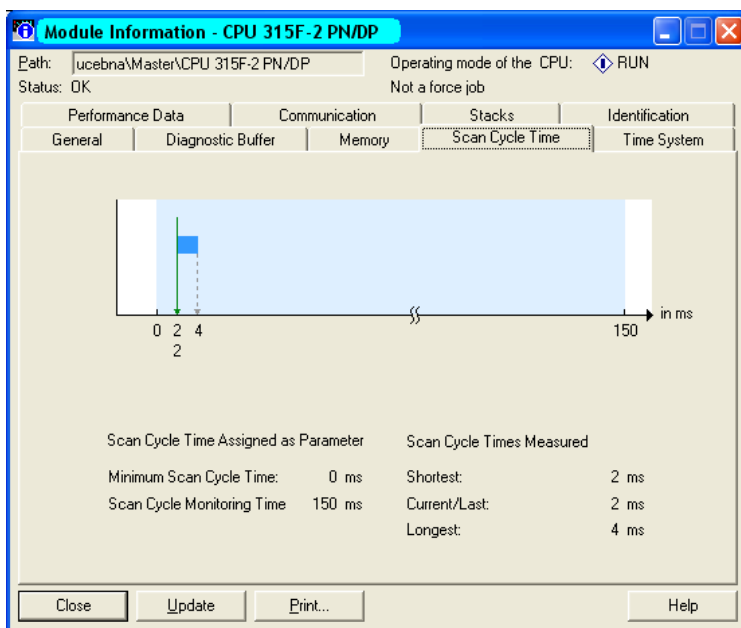 Module Information - CPU 315F-2 PN/DP
Path: ucebna\Master\CPU 315F-2 PN/DP Operating mode of the CPU: RUN
Status: OK Not a force job
Performance Data Communication Stacks Identification
General Diagnostic Buffer Memory Scan Cycle Time Time System
in ms
0 2 4 150
2
Scan Cycle Time Assigned as Parameter Scan Cycle Times Measured
Minimum Scan Cycle Time: 0 ms Shortest: 2 ms
Scan Cycle Monitoring Time 150 ms Current/Last: 2 ms
Longest: 4 ms
Close Update Print... Help